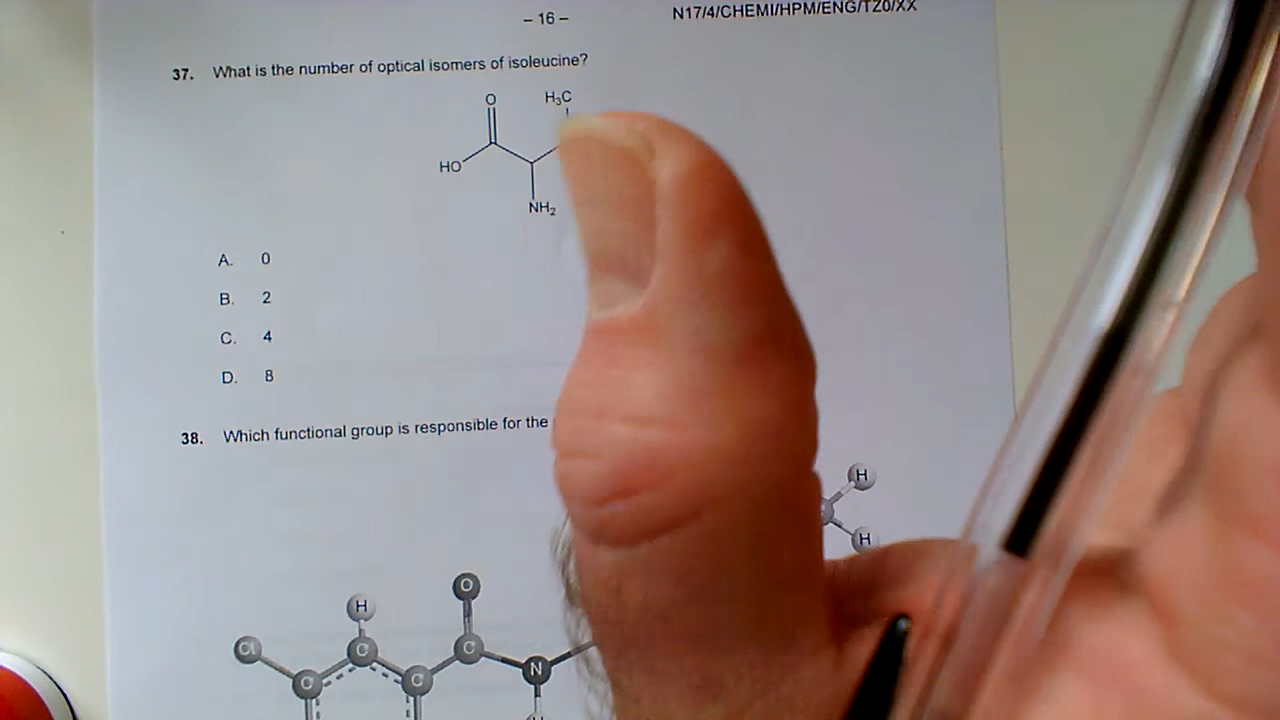 – 16 –
N17/4/CHEMI/HPM/ENG/TZ0/XX
37. What is the number of optical isomers of isoleucine?
O
H₃C
HO
NH₂
A. 0
B. 2
C. 4
D. 8
38. Which functional group is responsible for the
H
H
O
H
Cl
C
C
N
C
C
H